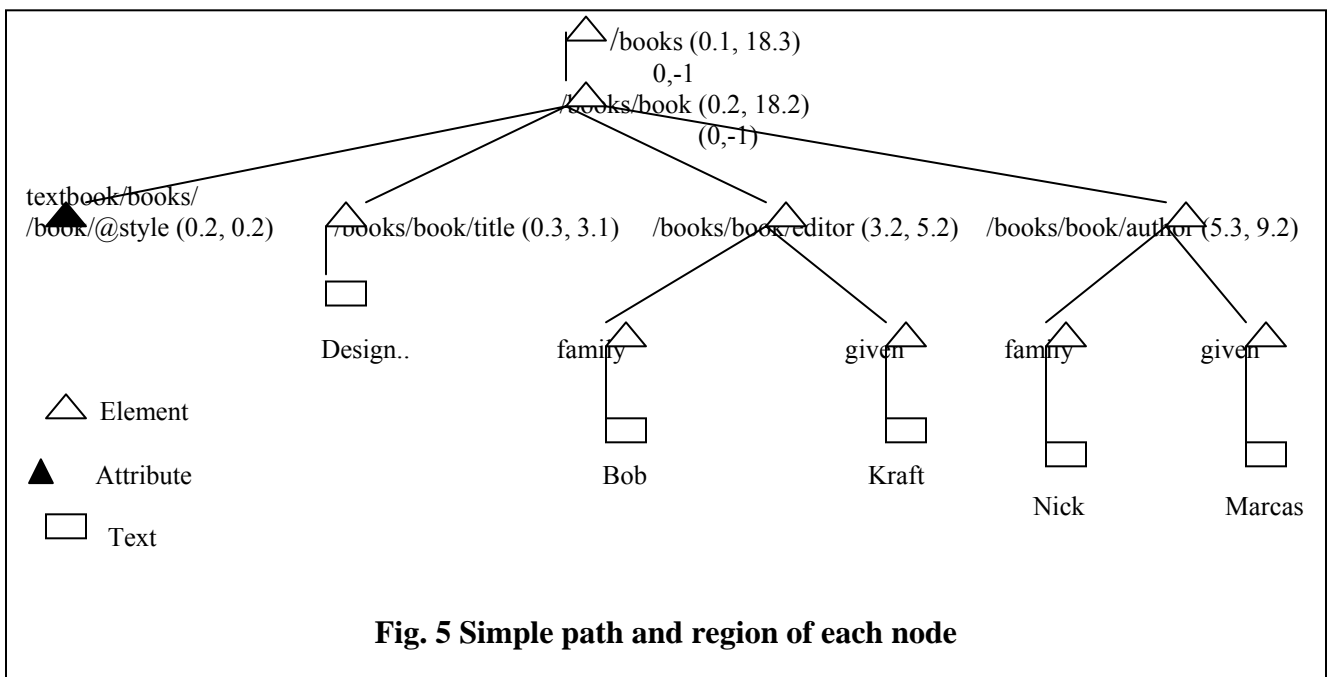 /books (0.1, 18.3)
0,-1
/books/book (0.2, 18.2)
(0,-1)
textbook/books/
/book/@style (0.2, 0.2)
/books/book/title (0.3, 3.1)
/books/book/editor (3.2, 5.2)
/books/book/author (5.3, 9.2)
Design..
family
given
family
given
Element
Attribute
Text
Bob
Kraft
Nick
Marcas
Fig. 5 Simple path and region of each node